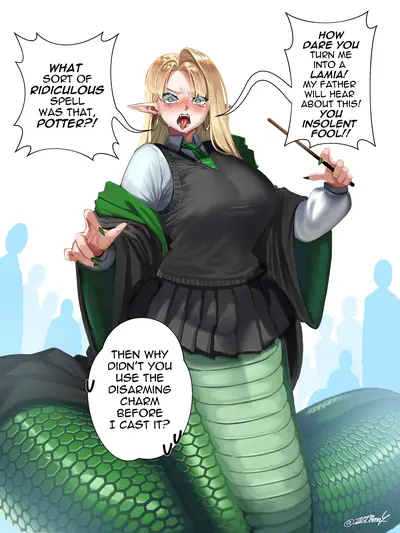 WHAT
SORT OF
RIDICULOUS
SPELL
WAS THAT,
POTTER?!
HOW
DARE YOU
TURN ME
INTO A
LAMIA!
MY FATHER
WILL HEAR
ABOUT THIS!
YOU
INSOLENT
FOOL!!
THEN WHY
DIDN'T YOU
USE THE
DISARMING
CHARM
BEFORE
I CAST IT?